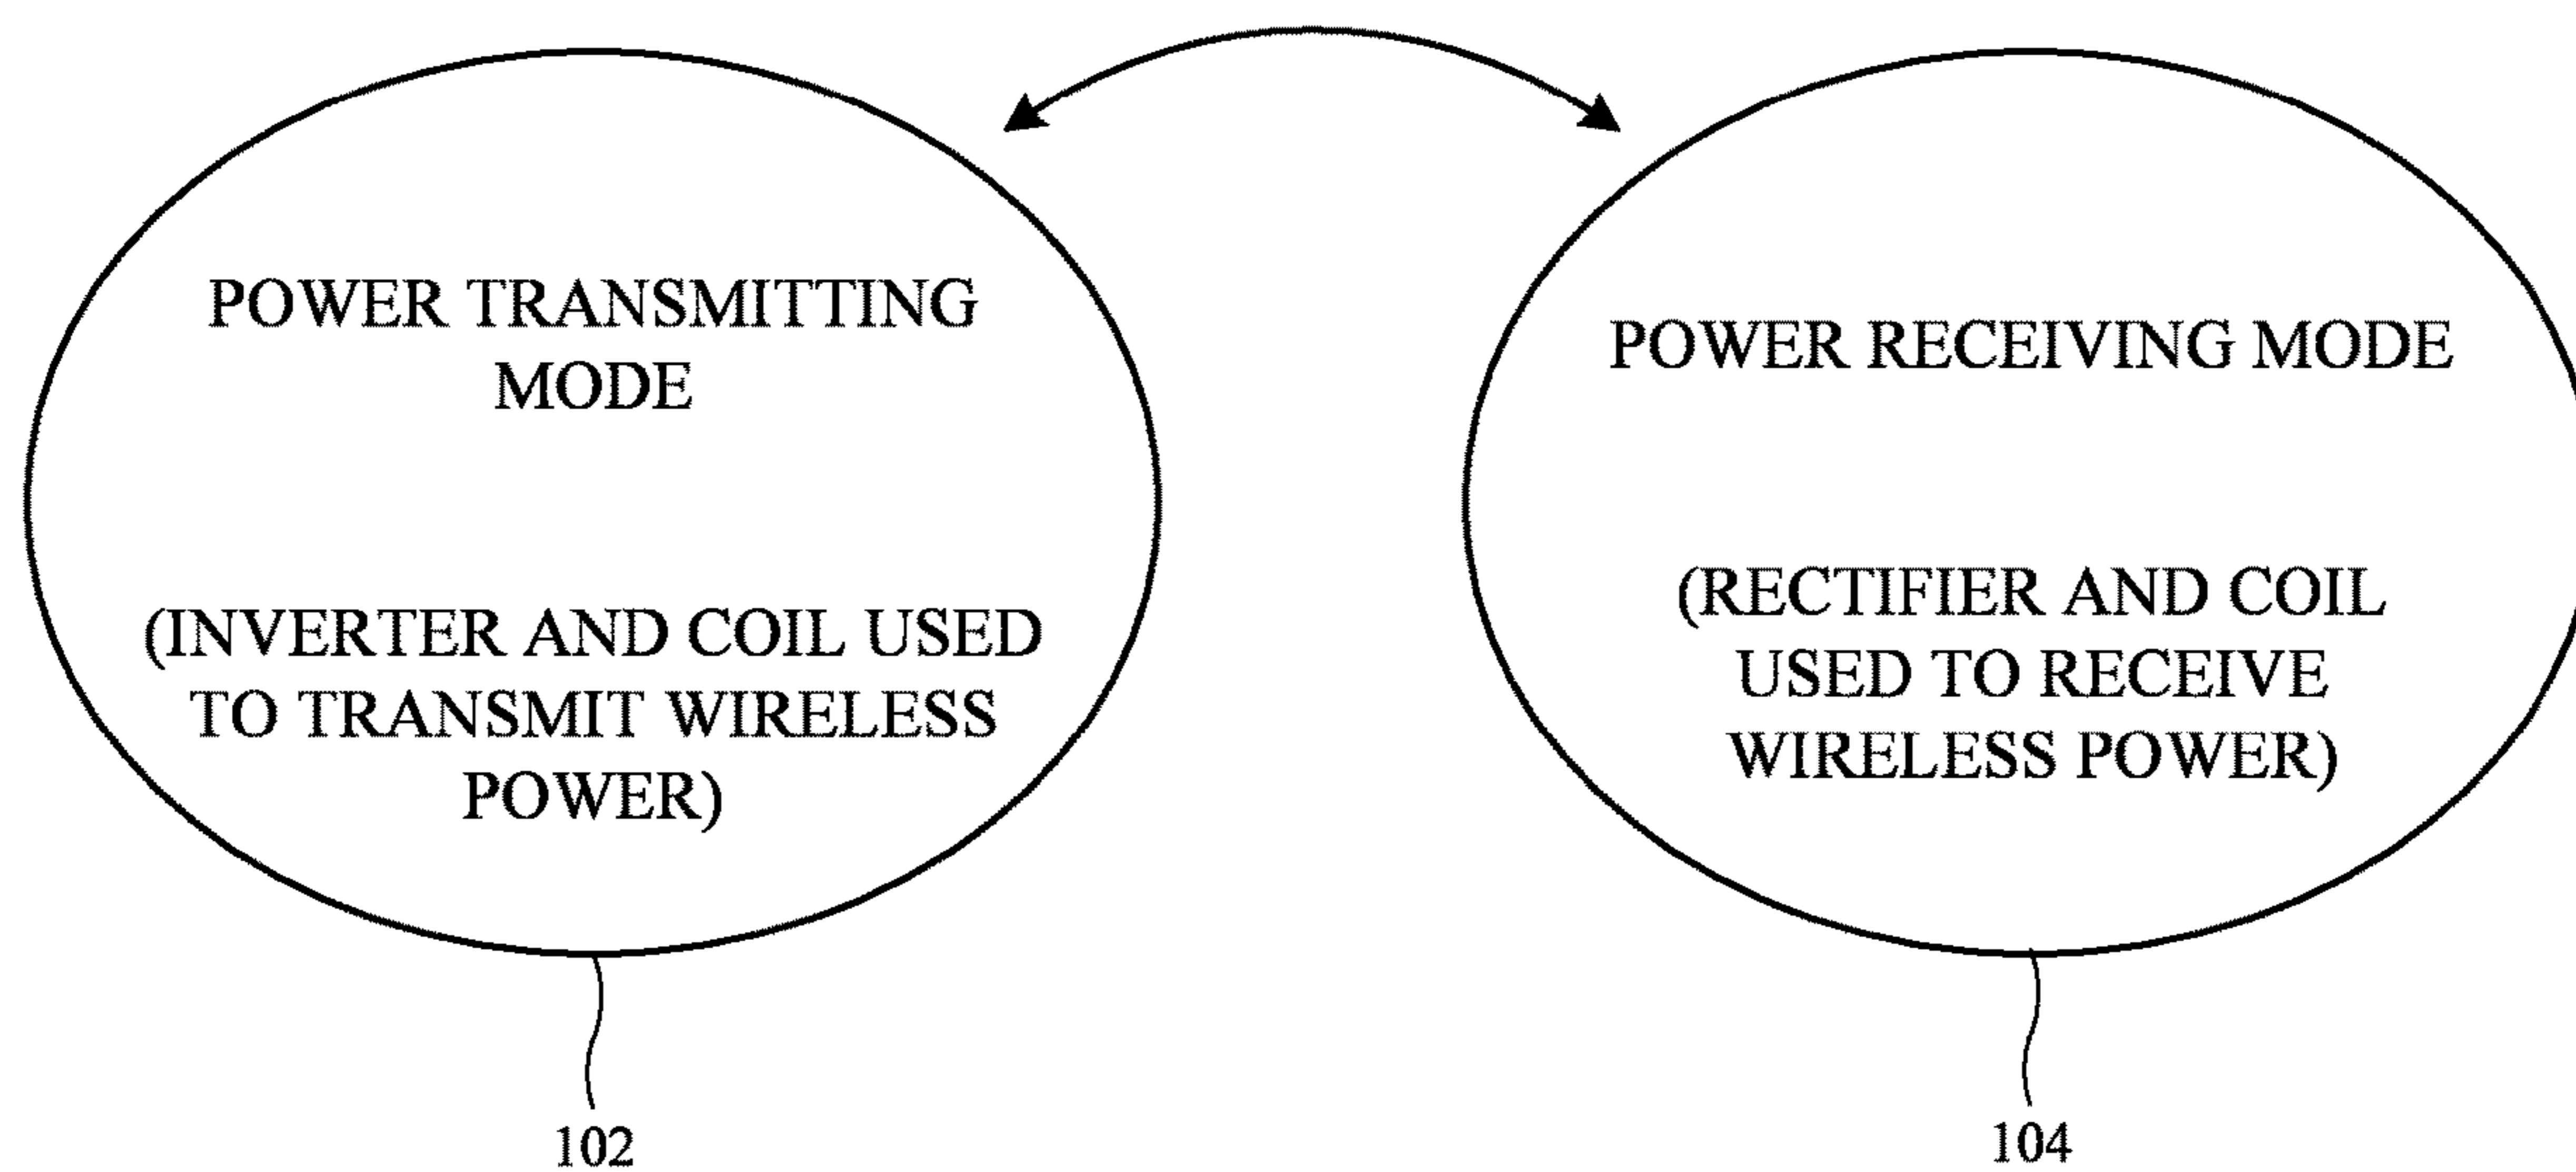 POWER TRANSMITTING
MODE
(INVERTER AND COIL USED
TO TRANSMIT WIRELESS
POWER)
102
POWER RECEIVING MODE
(RECTIFIER AND COIL
USED TO RECEIVE
WIRELESS POWER)
104